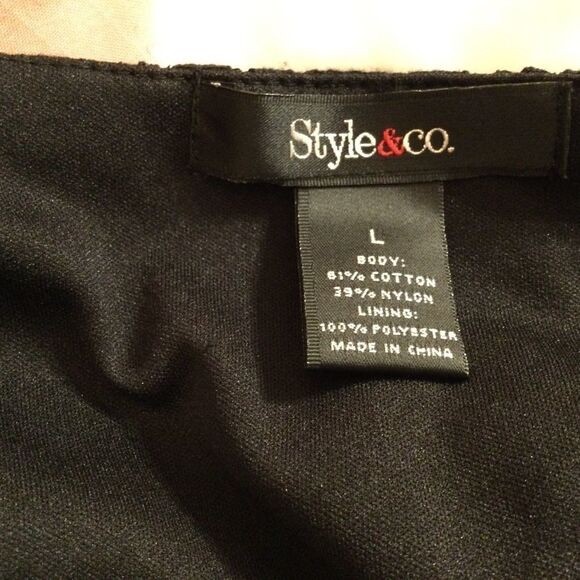 Style&co.
L
BODY:
61% COTTON
39% NYLON
LINING:
100% POLYESTER
MADE IN CHINA